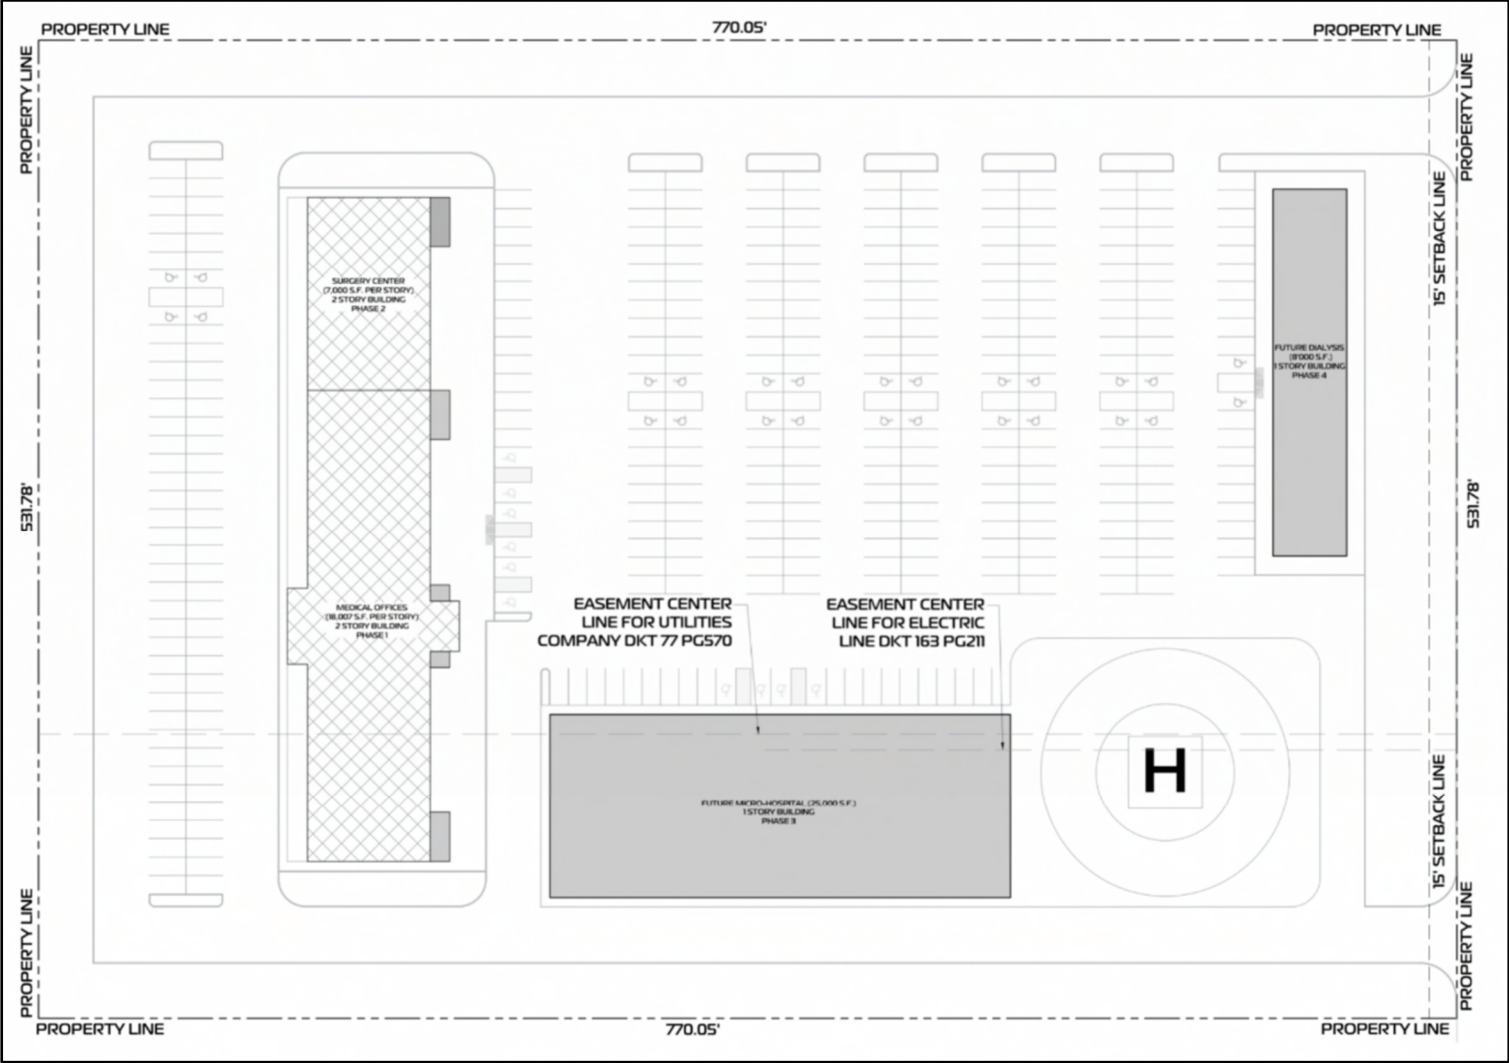 PROPERTY LINE
770.05'
PROPERTY LINE
PROPERTY LINE
PROPERTY LINE
15' SETBACK LINE
SURGERY CENTER
(7,000 S.F. PER STORY)
2 STORY BUILDING
PHASE 2
FUTURE DIALYSIS
(8'000 S.F.)
1 STORY BUILDING
PHASE 4
531.78'
531.78'
MEDICAL OFFICES
(18,007 S.F. PER STORY)
2 STORY BUILDING
PHASE 1
EASEMENT CENTER
LINE FOR UTILITIES
COMPANY DKT 77 PG570
EASEMENT CENTER
LINE FOR ELECTRIC
LINE DKT 163 PG211
H
FUTURE MICRO-HOSPITAL (25,000 S.F.)
1 STORY BUILDING
PHASE 3
15' SETBACK LINE
PROPERTY LINE
PROPERTY LINE
PROPERTY LINE
770.05'
PROPERTY LINE